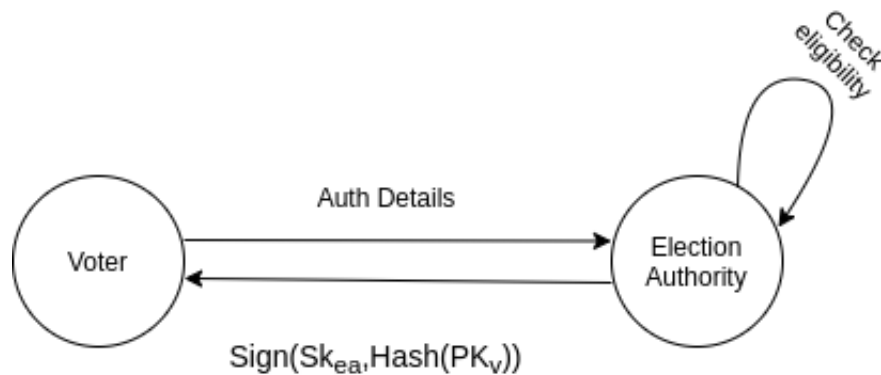 Check
eligibility
Auth Details
Voter
Election
Authority
Sign(Sk_ea,Hash(PK_v))